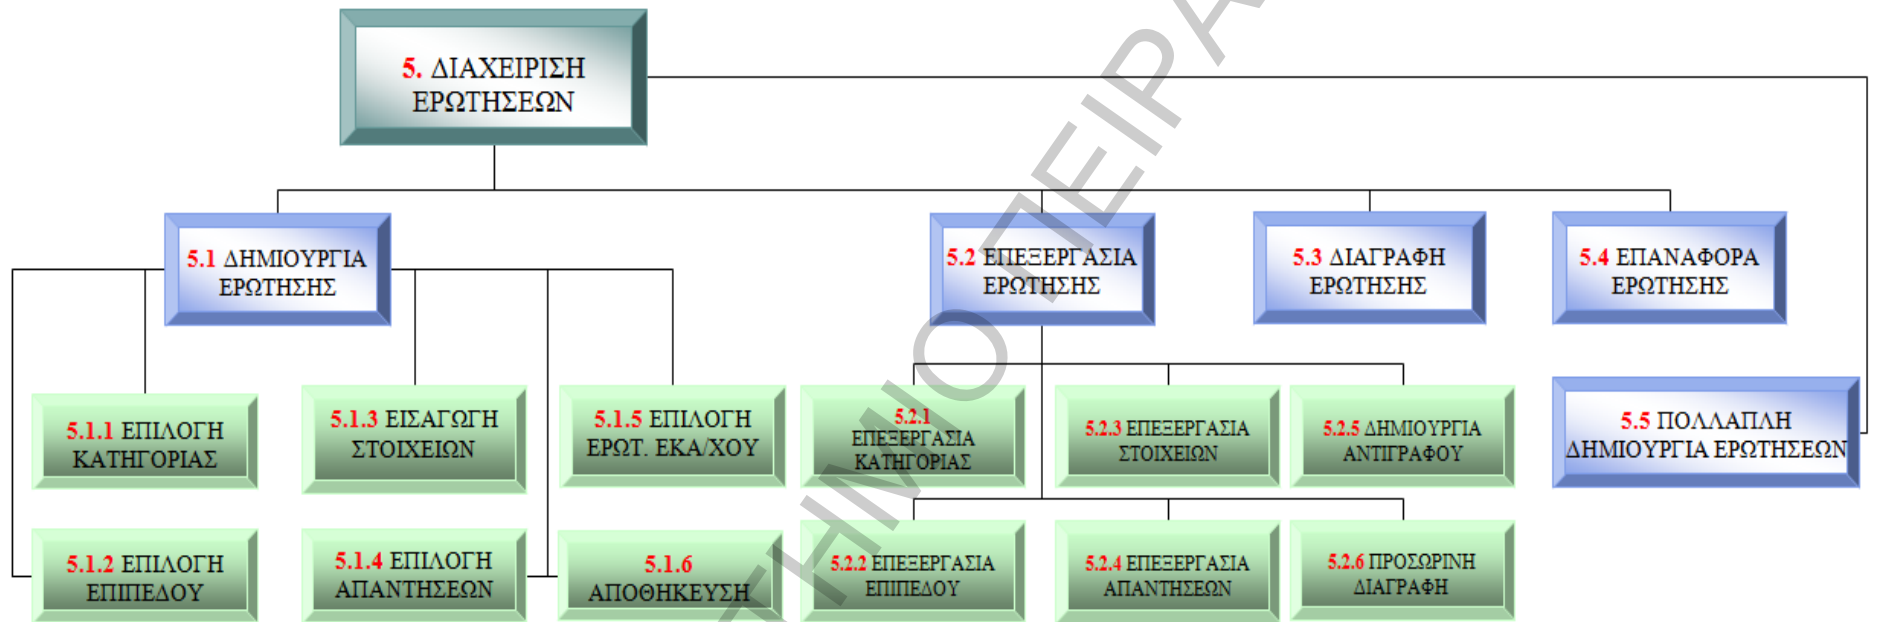 5. ΔΙΑΧΕΙΡΙΣΗ
ΕΡΩΤΗΣΕΩΝ
5.1 ΔΗΜΙΟΥΡΓΙΑ
ΕΡΩΤΗΣΗΣ
5.2 ΕΠΕΞΕΡΓΑΣΙΑ
ΕΡΩΤΗΣΗΣ
5.3 ΔΙΑΓΡΑΦΗ
ΕΡΩΤΗΣΗΣ
5.4 ΕΠΑΝΑΦΟΡΑ
ΕΡΩΤΗΣΗΣ
5.1.1 ΕΠΙΛΟΓΗ
ΚΑΤΗΓΟΡΙΑΣ
5.1.3 ΕΙΣΑΓΩΓΗ
ΣΤΟΙΧΕΙΩΝ
5.1.5 ΕΠΙΛΟΓΗ
ΕΡΩΤ. ΕΚΑ/ΧΟΥ
5.2.1
ΕΠΕΞΕΡΓΑΣΙΑ
ΚΑΤΗΓΟΡΙΑΣ
5.2.3 ΕΠΕΞΕΡΓΑΣΙΑ
ΣΤΟΙΧΕΙΩΝ
5.2.5 ΔΗΜΙΟΥΡΓΙΑ
ΑΝΤΙΓΡΑΦΟΥ
5.5 ΠΟΛΛΑΠΛΗ
ΔΗΜΙΟΥΡΓΙΑ ΕΡΩΤΗΣΕΩΝ
5.1.2 ΕΠΙΛΟΓΗ
ΕΠΙΠΕΔΟΥ
5.1.4 ΕΠΙΛΟΓΗ
ΑΠΑΝΤΗΣΕΩΝ
5.1.6
ΑΠΟΘΗΚΕΥΣΗ
5.2.2 ΕΠΕΞΕΡΓΑΣΙΑ
ΕΠΙΠΕΔΟΥ
5.2.4 ΕΠΕΞΕΡΓΑΣΙΑ
ΑΠΑΝΤΗΣΕΩΝ
5.2.6 ΠΡΟΣΩΡΙΝΗ
ΔΙΑΓΡΑΦΗ
ΤΗΜΙΟ ΠΕΙΡΑ